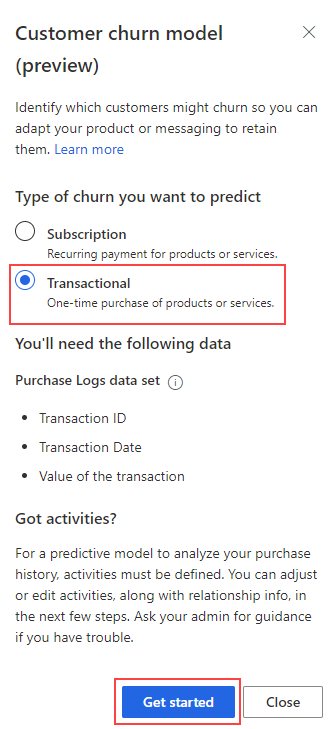 Customer churn model
(preview)
Identify which customers might churn so you can
adapt your product or messaging to retain
them. Learn more
Type of churn you want to predict
Subscription
Recurring payment for products or services.
Transactional
One-time purchase of products or services.
You'll need the following data
Purchase Logs data set
• Transaction ID
• Transaction Date
• Value of the transaction
Got activities?
For a predictive model to analyze your purchase
history, activities must be defined. You can adjust
or edit activities, along with relationship info, in
the next few steps. Ask your admin for guidance
if you have trouble.
Get started Close